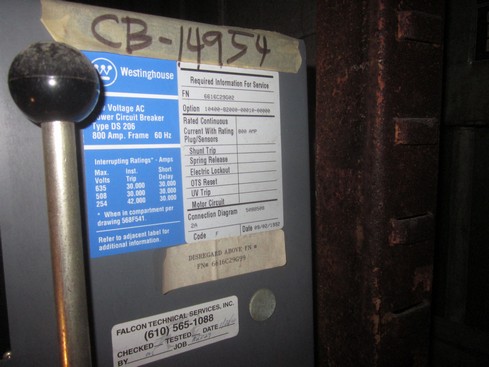 CB-14954
Westinghouse
Voltage AC
Power Circuit Breaker
Type DS 206
800 Amp. Frame 60 Hz
Interrupting Ratings* - Amps
Max. Inst. Short
Volts Trip Delay
635 30,000 30,000
508 30,000 30,000
254 42,000 30,000
* When in compartment per
drawing 568F541.
Refer to adjacent label for
additional information.
Required Information For Service
FN
Option
Rated Continuous
Current With Rating 800 AMP
Plug/Sensors
Shunt Trip
Spring Release
Electric Lockout
OTS Reset
UV Trip
Motor Circuit
Connection Diagram
Code F Date
DISREGARD ABOVE FN #
FN#
FALCON TECHNICAL SERVICES, INC.
(610) 565-1088
CHECKED TESTED DATE
BY JOB